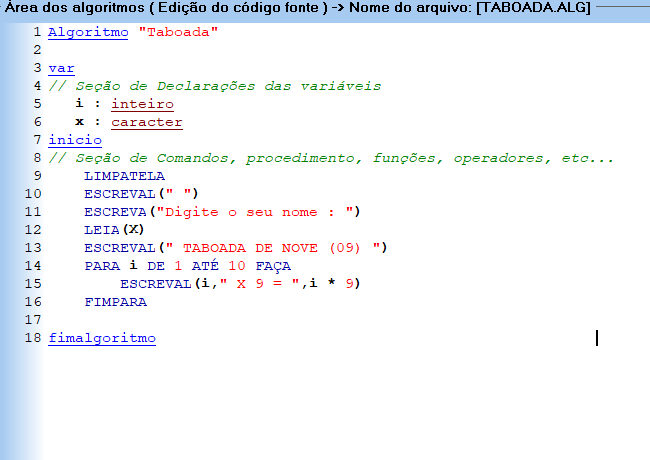 Área dos algoritmos ( Edição do código fonte ) -> Nome do arquivo: [TABOADA.ALG]
1 Algoritmo "Taboada"
2
3 var
4 // Seção de Declarações das variáveis
5 i : inteiro
6 x : caracter
7 inicio
8 // Seção de Comandos, procedimento, funções, operadores, etc...
9 LIMPATELA
10 ESCREVAL(" ")
11 ESCREVA("Digite o seu nome : ")
12 LEIA(X)
13 ESCREVAL(" TABOADA DE NOVE (09) ")
14 PARA i DE 1 ATÉ 10 FAÇA
15 ESCREVAL(i," X 9 = ",i * 9)
16 FIMPARA
17
18 fimalgoritmo